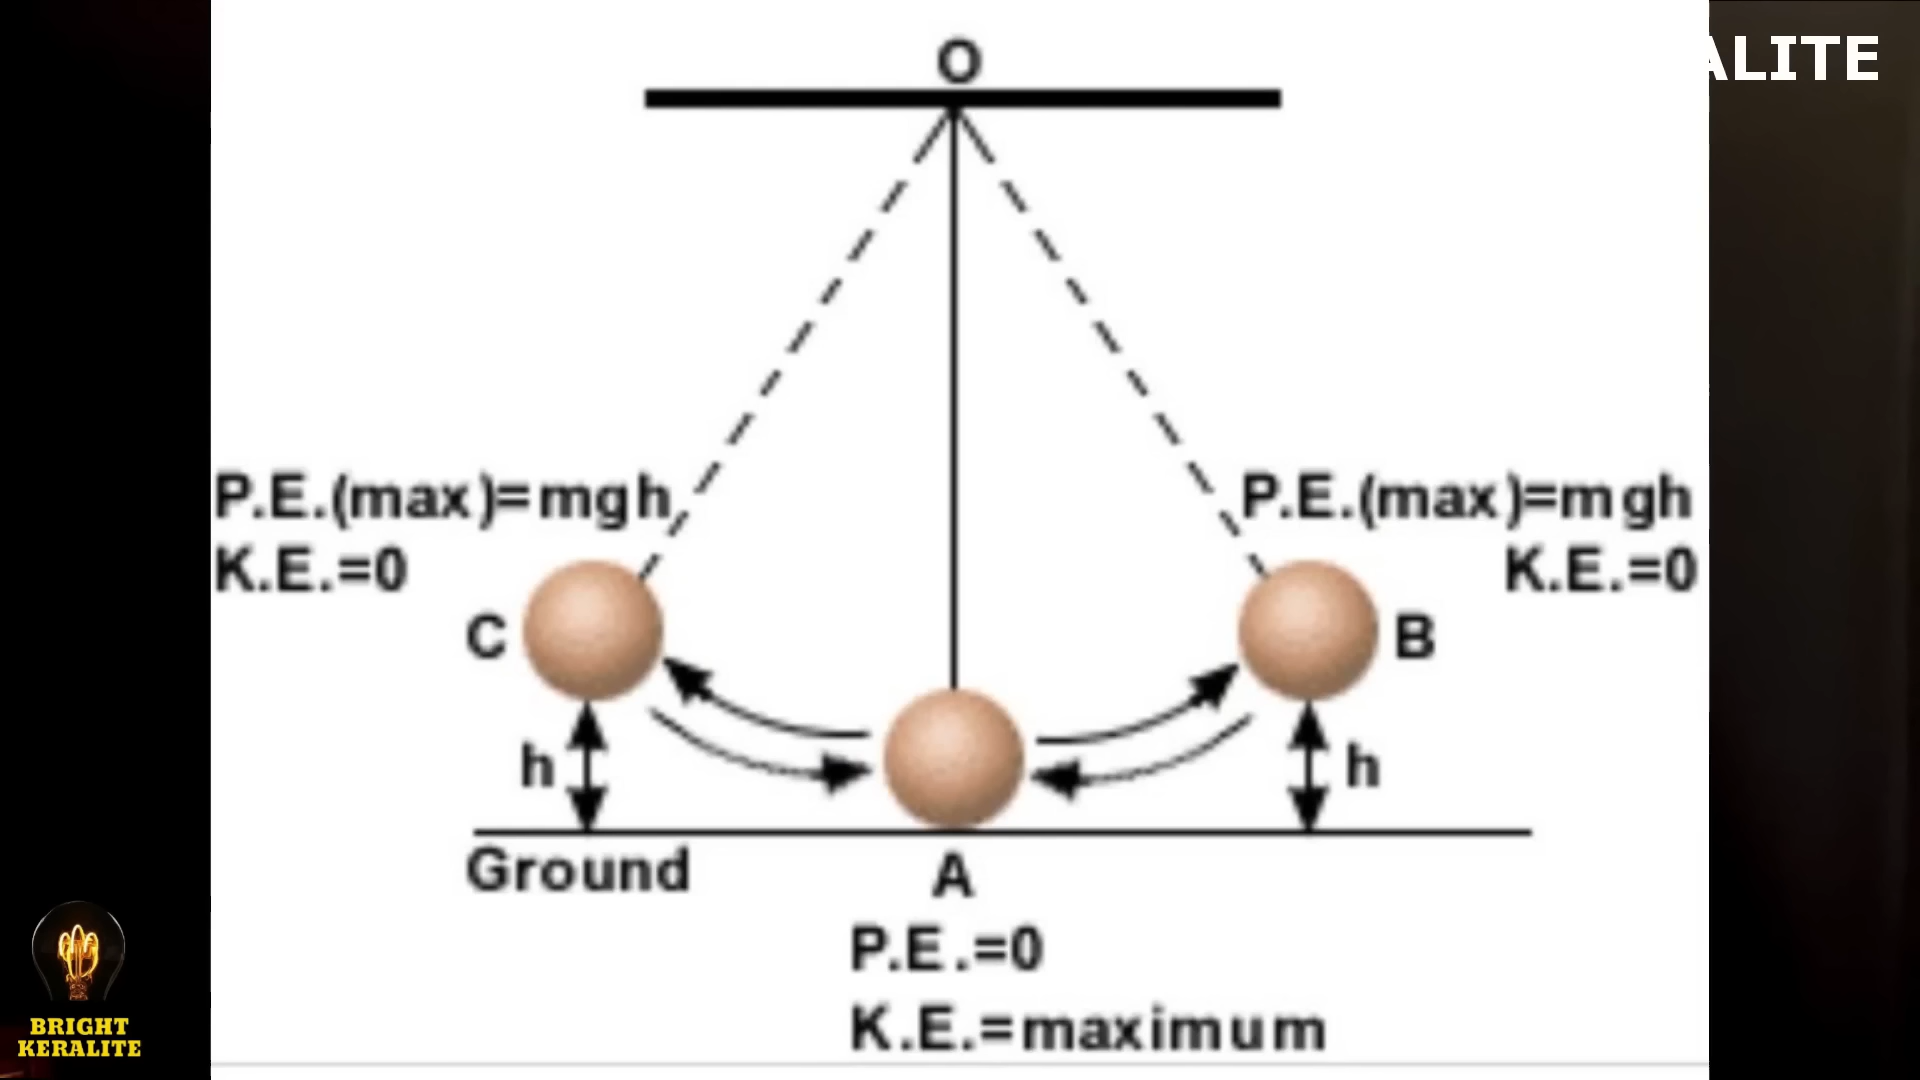 O
ALITE
P.E.(max)=mgh
K.E.=0
P.E.(max)=mgh
K.E.=0
C
B
h
h
Ground
A
P.E.=0
K.E.=maximum
BRIGHT
KERALITE